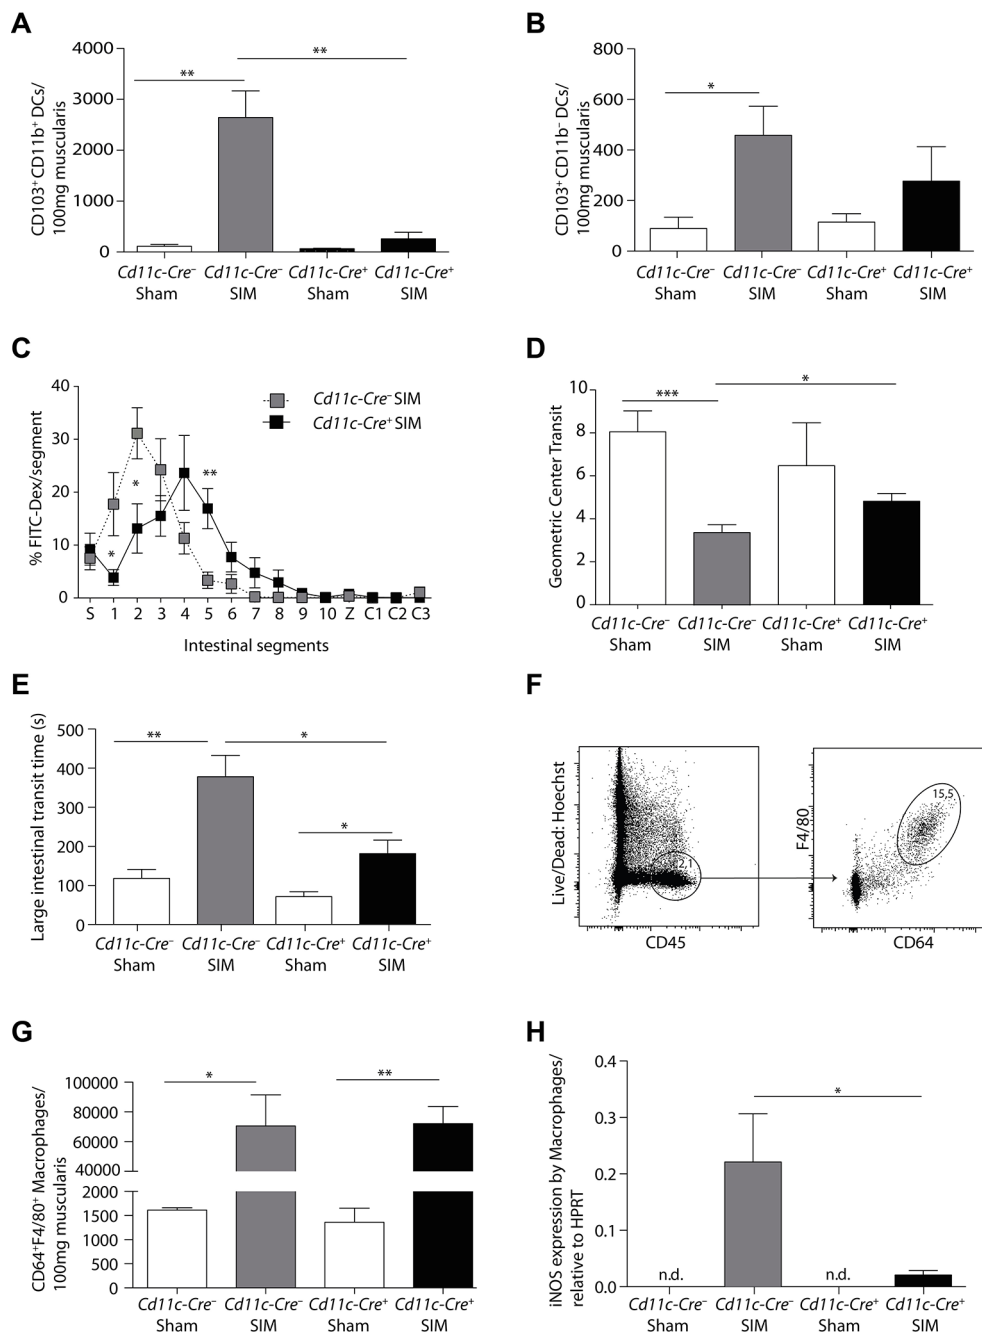 A
CD103⁺ CD11b⁺ DCs/
100mg muscularis
4000
3000
2000
1000
0
**
**
Cd11c-Cre⁻ Cd11c-Cre⁻ Cd11c-Cre⁺ Cd11c-Cre⁺
Sham SIM Sham SIM
B
CD103⁺ CD11b⁻ DCs/
100mg muscularis
800
600
400
200
0
*
Cd11c-Cre⁻ Cd11c-Cre⁻ Cd11c-Cre⁺ Cd11c-Cre⁺
Sham SIM Sham SIM
C
% FITC-Dex/segment
40
30
20
10
0
Cd11c-Cre⁻ SIM
Cd11c-Cre⁺ SIM
*
*
**
S 1 2 3 4 5 6 7 8 9 10 Z C1 C2 C3
Intestinal segments
D
Geometric Center Transit
10
8
6
4
2
0
***
*
Cd11c-Cre⁻ Cd11c-Cre⁻ Cd11c-Cre⁺ Cd11c-Cre⁺
Sham SIM Sham SIM
E
Large intestinal transit time (s)
500
400
300
200
100
0
**
*
*
Cd11c-Cre⁻ Cd11c-Cre⁻ Cd11c-Cre⁺ Cd11c-Cre⁺
Sham SIM Sham SIM
F
Live/Dead: Hoechst
CD45
F4/80
15,5
CD64
G
CD64⁺F4/80⁺ Macrophages/
100mg muscularis
100000
80000
60000
40000
2000
1500
1000
500
0
*
**
Cd11c-Cre⁻ Cd11c-Cre⁻ Cd11c-Cre⁺ Cd11c-Cre⁺
Sham SIM Sham SIM
H
iNOS expression by Macrophages/
relative to HPRT
0.4
0.3
0.2
0.1
0.0
*
n.d. n.d.
Cd11c-Cre⁻ Cd11c-Cre⁻ Cd11c-Cre⁺ Cd11c-Cre⁺
Sham SIM Sham SIM